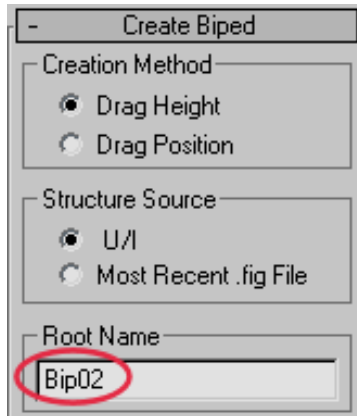 - Create Biped
Creation Method
Drag Height
Drag Position
Structure Source
U/I
Most Recent .fig File
Root Name
Bip02